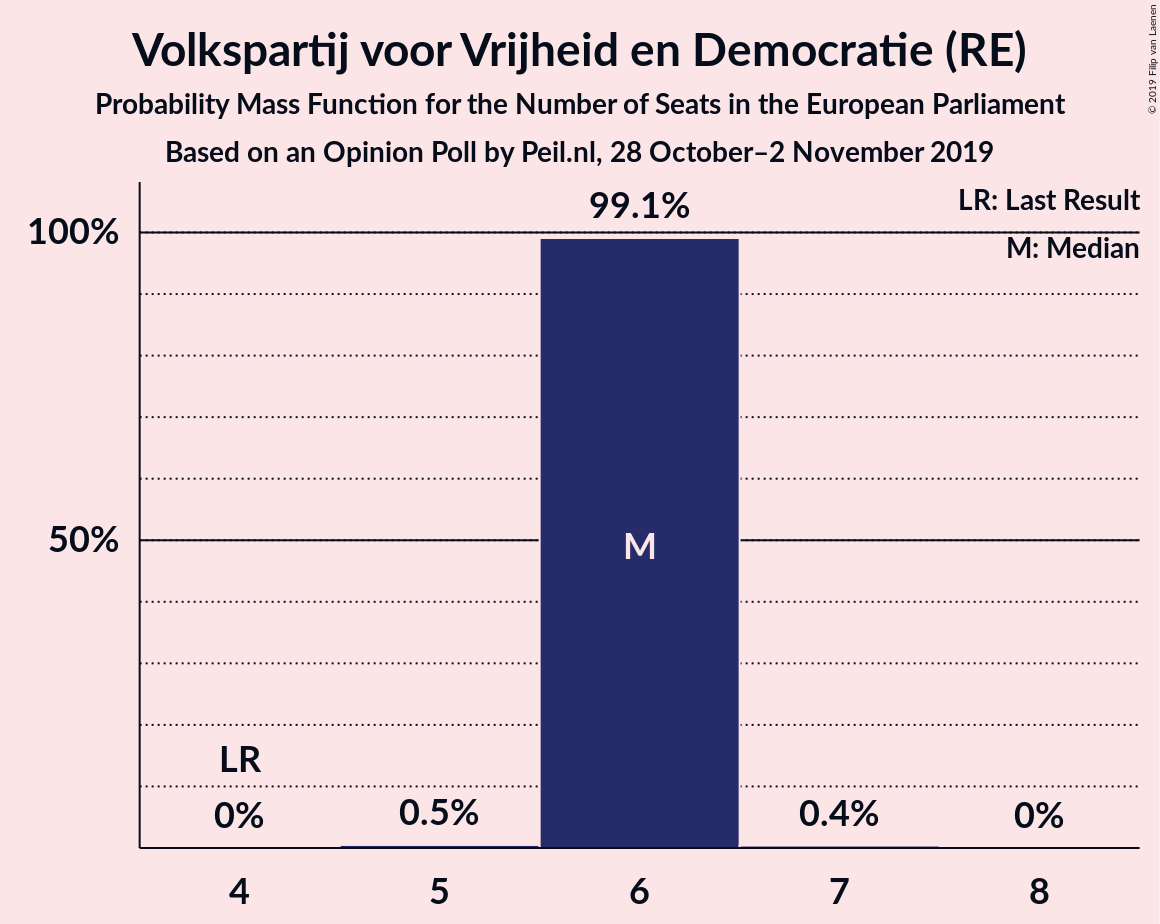 Volkspartij voor Vrijheid en Democratie (RE)
Probability Mass Function for the Number of Seats in the European Parliament
Based on an Opinion Poll by Peil.nl, 28 October–2 November 2019
© 2019 Filip van Laenen
LR: Last Result
M: Median
99.1%
100%
50%
M
LR
0%
0.5%
0.4%
0%
4
5
6
7
8